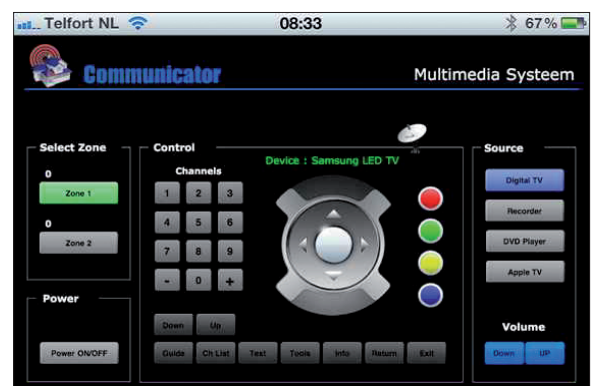 Telfort NL 08:33 67%
Communicator Multimedia Systeem
Select Zone
0
Zone 1
0
Zone 2
Power
Power ON/OFF
Control
Device : Samsung LED TV
Channels
1 2 3
4 5 6
7 8 9
- 0 +
Down Up
Guide Ch List Text Tools Info Return Exit
Source
Digital TV
Recorder
DVD Player
Apple TV
Volume
Down UP